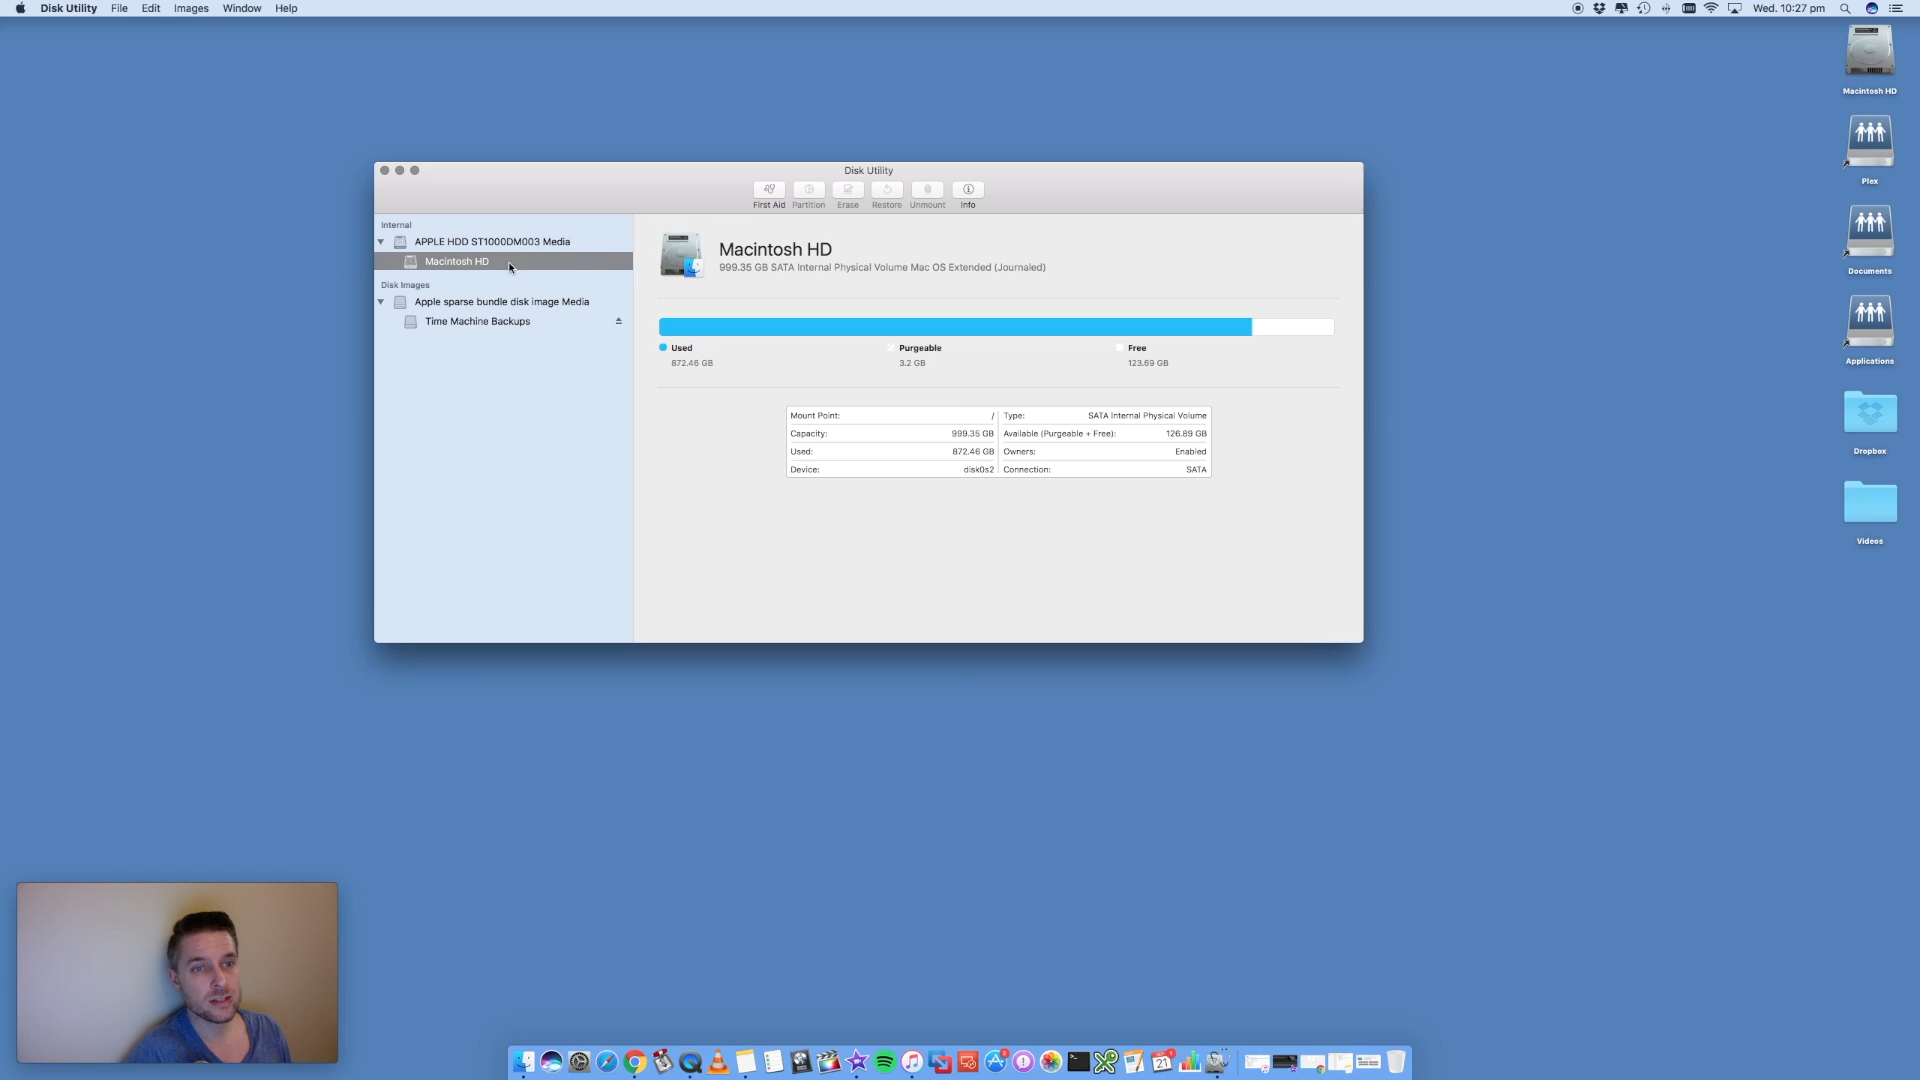 Disk Utility File Edit Images Window Help
Wed. 10:27 pm
Macintosh HD
Plex
Documents
Applications
Dropbox
Videos
Disk Utility
First Aid Partition Erase Restore Unmount Info
Internal
APPLE HDD ST1000DM003 Media
Macintosh HD
Disk Images
Apple sparse bundle disk image Media
Time Machine Backups
Macintosh HD
999.35 GB SATA Internal Physical Volume Mac OS Extended (Journaled)
Used Purgeable Free
872.46 GB 3.2 GB 123.69 GB
Mount Point: / Type: SATA Internal Physical Volume
Capacity: 999.35 GB Available (Purgeable + Free): 126.89 GB
Used: 872.46 GB Owners: Enabled
Device: disk0s2 Connection: SATA
21